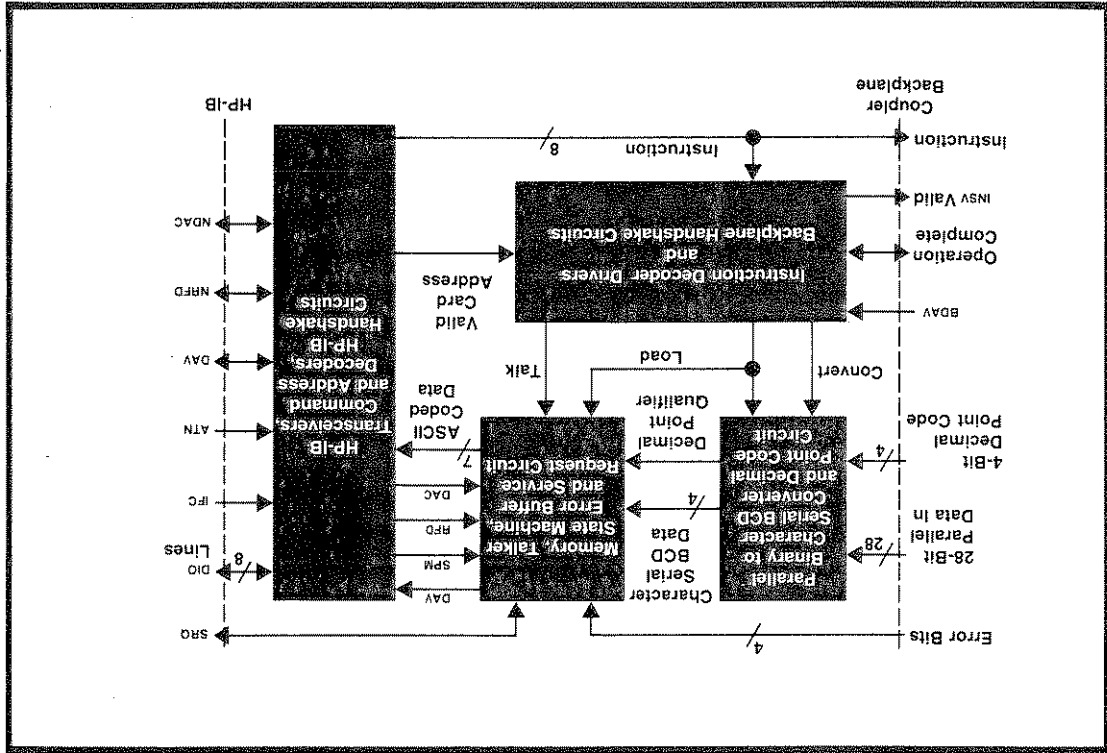 Error Bits
4
SRQ
28-Bit
Parallel
Data In
28
4-Bit
Decimal
Point Code
4
Parallel
Binary to
Character
Serial BCD
Converter
and Decimal
Point Code
Circuit
Character
Serial
BCD
Data
4
Decimal
Point
Qualifier
Memory, Talker
State Machine,
Error Buffer
and Service
Request Circuit
DAV
SPM
RFD
DAC
7
ASCII
Coded
Data
HP-IB
Transceivers,
Command
and Address
Decoders,
HP-IB
Handshake
Circuits
DIO
Lines
8
IFC
ATN
DAV
NRFD
NDAC
Convert
Load
Talk
BDAV
Operation
Complete
INSV Valid
Instruction Decoder Drivers
and
Backplane Handshake Circuits
Valid
Card
Address
Instruction
Instruction
8
Coupler
Backplane
HP-IB